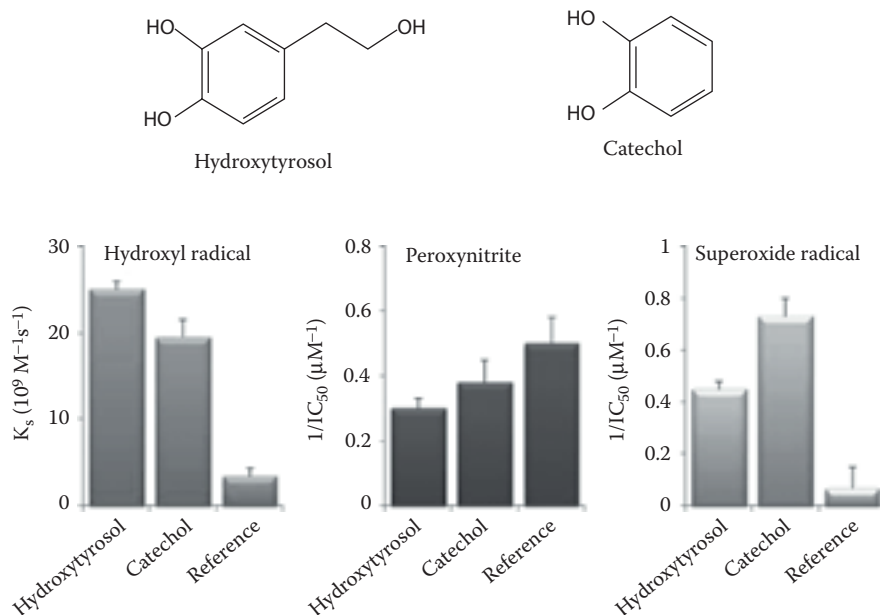 HO
OH
HO
Hydroxytyrosol
HO
HO
Catechol
30
20
10
0
Kₛ (10⁹ M⁻¹s⁻¹)
Hydroxyl radical
Hydroxytyrosol
Catechol
Reference
0.8
0.6
0.4
0.2
0
1/IC₅₀ (μM⁻¹)
Peroxynitrite
Hydroxytyrosol
Catechol
Reference
1
0.8
0.6
0.4
0.2
0
1/IC₅₀ (μM⁻¹)
Superoxide radical
Hydroxytyrosol
Catechol
Reference